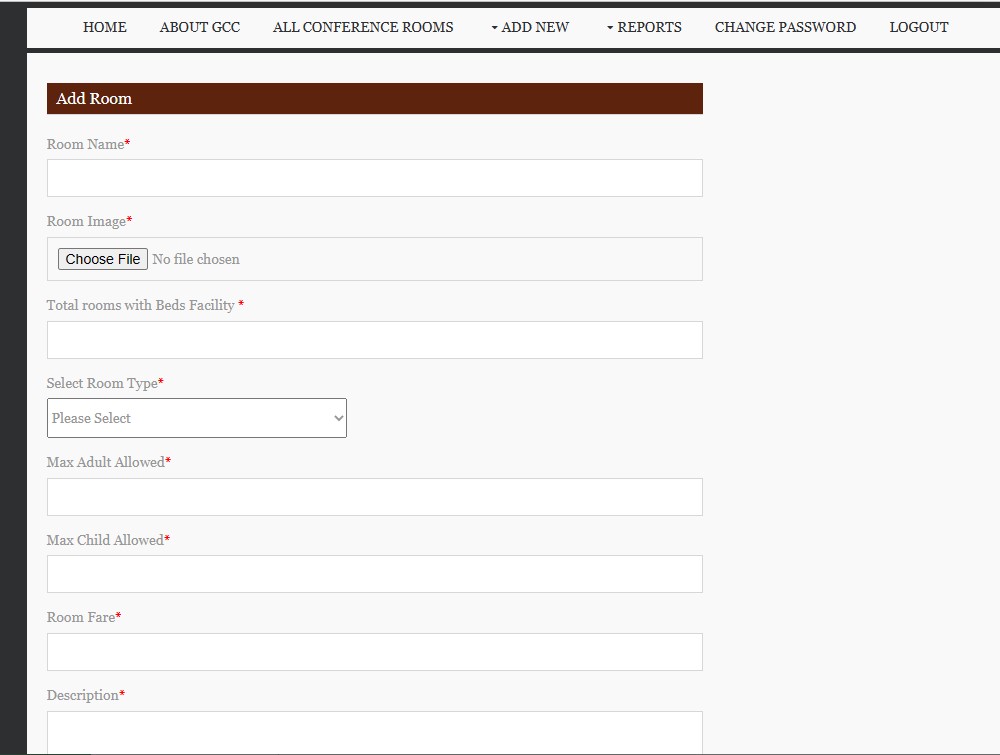 HOME ABOUT GCC ALL CONFERENCE ROOMS ADD NEW REPORTS CHANGE PASSWORD LOGOUT
Add Room
Room Name*
Room Image*
Choose File No file chosen
Total rooms with Beds Facility *
Select Room Type*
Please Select
Max Adult Allowed*
Max Child Allowed*
Room Fare*
Description*